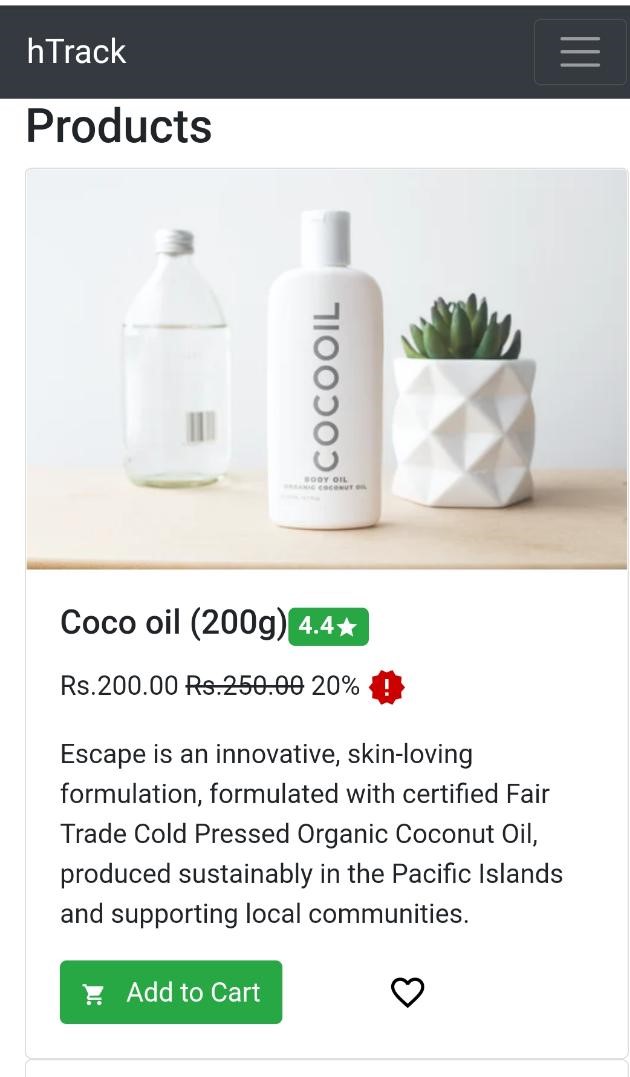 hTrack
Products
COCOOIL
BODY OIL
ORGANIC COCONUT OIL
Coco oil (200g) 4.4★
Rs.200.00 Rs.250.00 20% !
Escape is an innovative, skin-loving
formulation, formulated with certified Fair
Trade Cold Pressed Organic Coconut Oil,
produced sustainably in the Pacific Islands
and supporting local communities.
Add to Cart